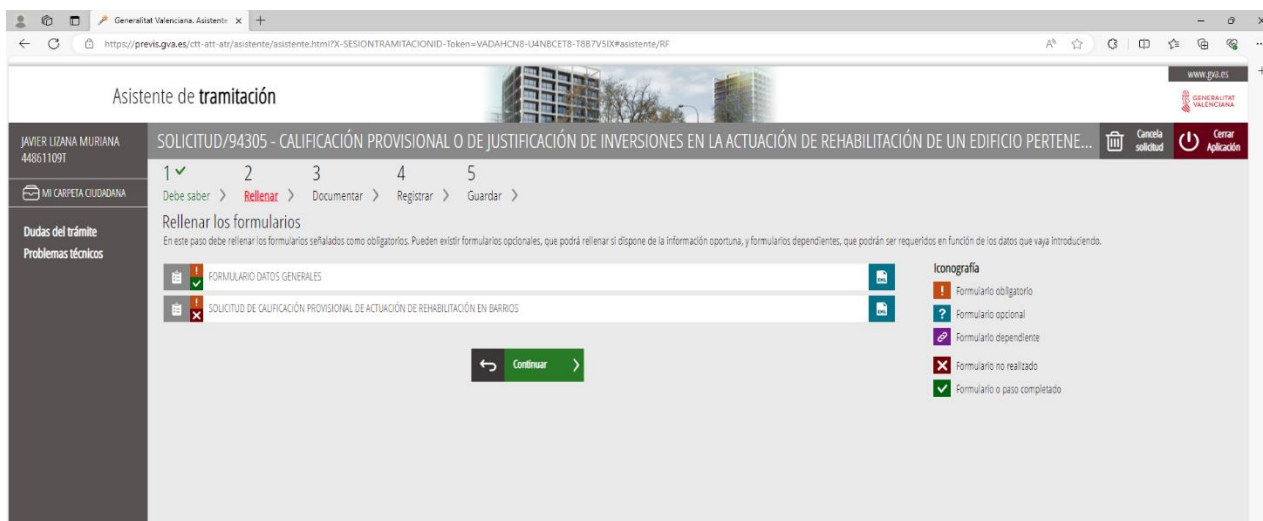 Generalitat Valenciana. Asistente
https://previs.gva.es/ctt-att-atr/asistente/asistente.html?X-SESIONTRAMITACIONID-Token=VADAHCN8-U4NBCET8-T8B7V5IX#asistente/RF
www.gva.es
Asistente de tramitación
GENERALITAT
VALENCIANA
JAVIER LIZANA MURIANA
44861109T
SOLICITUD/94305 - CALIFICACIÓN PROVISIONAL O DE JUSTIFICACIÓN DE INVERSIONES EN LA ACTUACIÓN DE REHABILITACIÓN DE UN EDIFICIO PERTENE...
Cancela
solicitud
Cerrar
Aplicación
MI CARPETA CIUDADANA
Dudas del trámite
Problemas técnicos
1 2 3 4 5
Debe saber Rellenar Documentar Registrar Guardar
Rellenar los formularios
En este paso debe rellenar los formularios señalados como obligatorios. Pueden existir formularios opcionales, que podrá rellenar si dispone de la información oportuna, y formularios dependientes, que podrán ser requeridos en función de los datos que vaya introduciendo.
FORMULARIO DATOS GENERALES
SOLICITUD DE CALIFICACIÓN PROVISIONAL DE ACTUACIÓN DE REHABILITACIÓN EN BARRIOS
Continuar
Iconografía
Formulario obligatorio
Formulario opcional
Formulario dependiente
Formulario no realizado
Formulario o paso completado